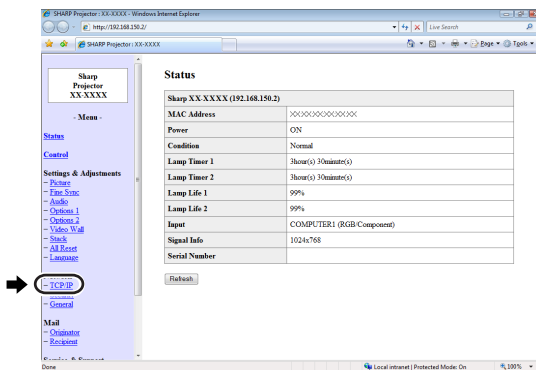 SHARP Projector : XX-XXXX - Windows Internet Explorer
http://192.168.150.2/
Live Search
SHARP Projector : XX-XXXX
Page
Tools
Sharp
Projector
XX-XXXX
- Menu -
Status
Control
Settings & Adjustments
– Picture
– Fine Sync
– Audio
– Options 1
– Options 2
– Video Wall
– Stack
– All Reset
– Language
– TCP/IP
– General
Mail
– Originator
– Recipient
Status
Sharp XX-XXXX (192.168.150.2)
MAC Address XXXXXXXXXXXX
Power ON
Condition Normal
Lamp Timer 1 3hour(s) 30minute(s)
Lamp Timer 2 3hour(s) 30minute(s)
Lamp Life 1 99%
Lamp Life 2 99%
Input COMPUTER1 (RGB/Component)
Signal Info 1024x768
Serial Number
Refresh
Done
Local intranet | Protected Mode: On
100%